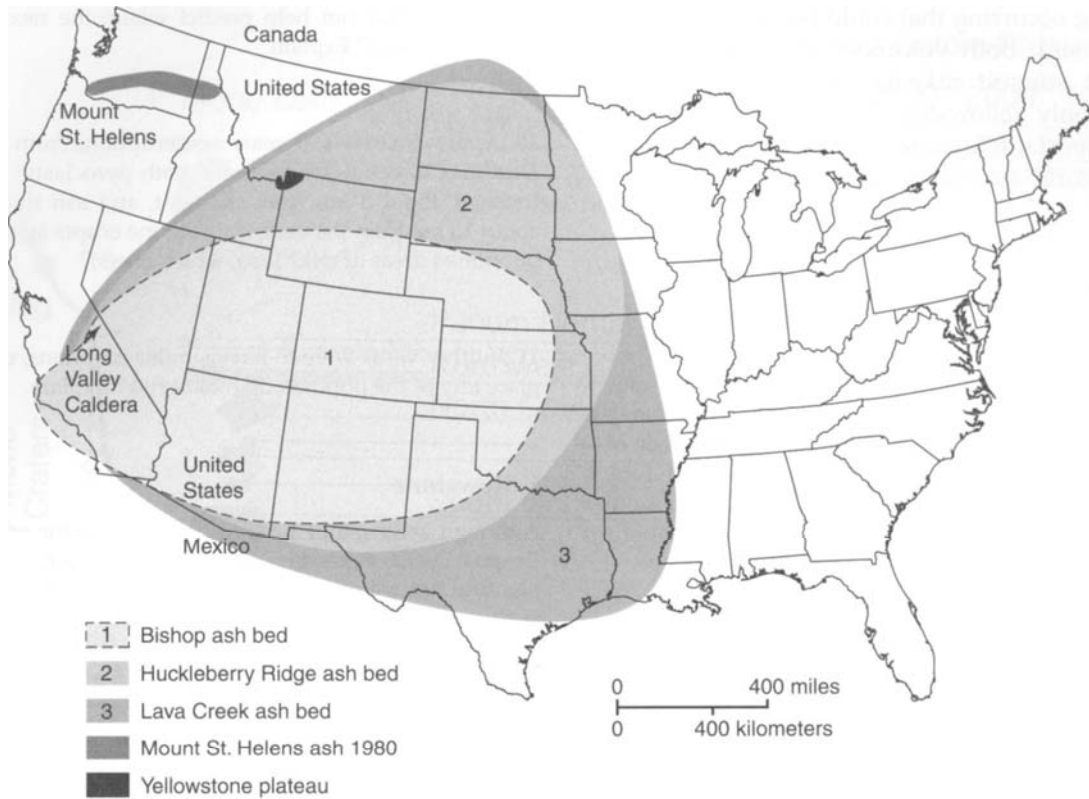 Canada
United States
Mount
St. Helens
2
1
Long
Valley
Caldera
United
States
Mexico
3
1 Bishop ash bed
2 Huckleberry Ridge ash bed
3 Lava Creek ash bed
Mount St. Helens ash 1980
Yellowstone plateau
0 400 miles
0 400 kilometers